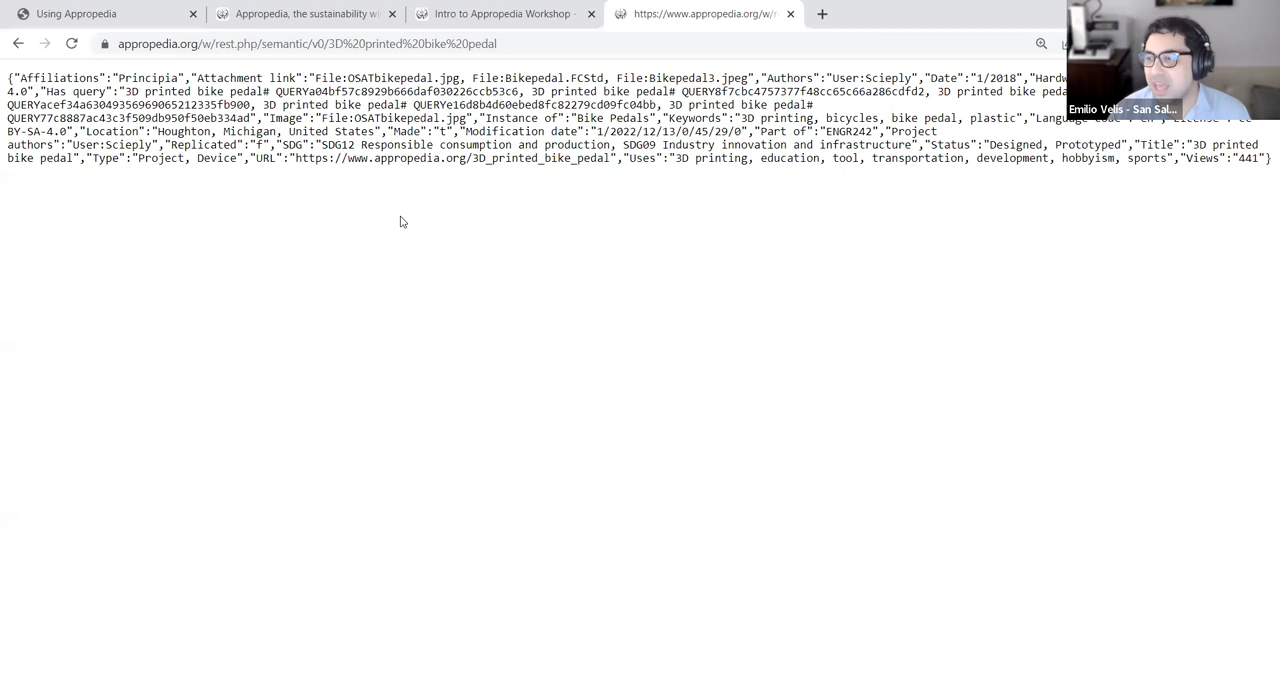 Using Appropedia
Appropedia, the sustainability wi
Intro to Appropedia Workshop -
https://www.appropedia.org/w/r
appropedia.org/w/rest.php/semantic/v0/3D%20printed%20bike%20pedal
{"Affiliations":"Principia","Attachment link":"File:OSATbikepedal.jpg, File:Bikepedal.FCStd, File:Bikepedal3.jpeg","Authors":"User:Scieply","Date":"1/2018","Hardw
4.0","Has query":"3D printed bike pedal# QUERYa04bf57c8929b666daf030226ccb53c6, 3D printed bike pedal# QUERY8f7cbc4757377f48cc65c66a286cdfd2, 3D printed bike peda
QUERYacef34a63049356969065212335fb900, 3D printed bike pedal# QUERYe16d8b4d60ebed8fc82279cd09fc04bb, 3D printed bike pedal#
QUERY77c8887ac43c3f509db950f50eb334ad","Image":"File:OSATbikepedal.jpg","Instance of":"Bike Pedals","Keywords":"3D printing, bicycles, bike pedal, plastic","Language
BY-SA-4.0","Location":"Houghton, Michigan, United States","Made":"t","Modification date":"1/2022/12/13/0/45/29/0","Part of":"ENGR242","Project
authors":"User:Scieply","Replicated":"f","SDG":"SDG12 Responsible consumption and production, SDG09 Industry innovation and infrastructure","Status":"Designed, Prototyped","Title":"3D printed
bike pedal","Type":"Project, Device","URL":"https://www.appropedia.org/3D_printed_bike_pedal","Uses":"3D printing, education, tool, transportation, development, hobbyism, sports","Views":"441"}
Emilio Velis - San Sal...